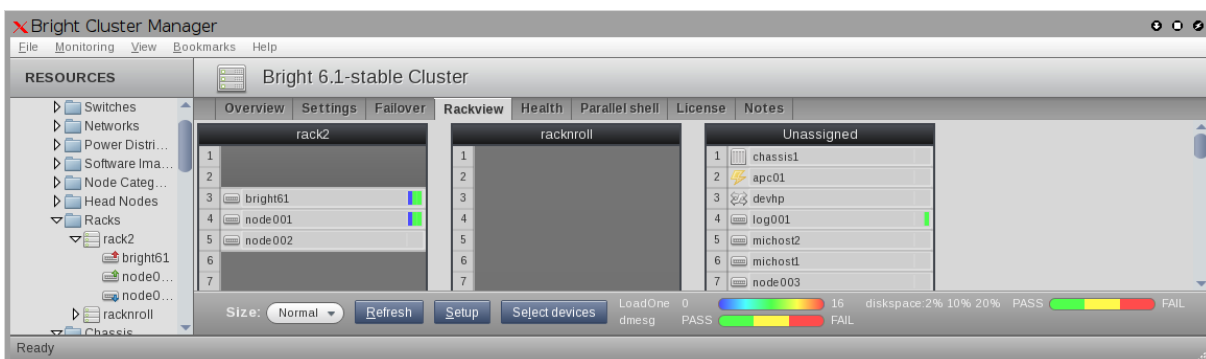 Bright Cluster Manager
File Monitoring View Bookmarks Help
RESOURCES
Bright 6.1-stable Cluster
Switches
Networks
Power Distri...
Software Ima...
Node Categ...
Head Nodes
Racks
rack2
bright61
node0...
node0...
racknroll
Chassis
Overview Settings Failover Rackview Health Parallel shell License Notes
rack2
1
2
3 bright61
4 node001
5 node002
6
7
racknroll
1
2
3
4
5
6
7
Unassigned
1 chassis1
2 apc01
3 devhp
4 log001
5 michost2
6 michost1
7 node003
Size: Normal Refresh Setup Select devices
LoadOne 0 16 diskspace:2% 10% 20% PASS FAIL
dmesg PASS FAIL
Ready